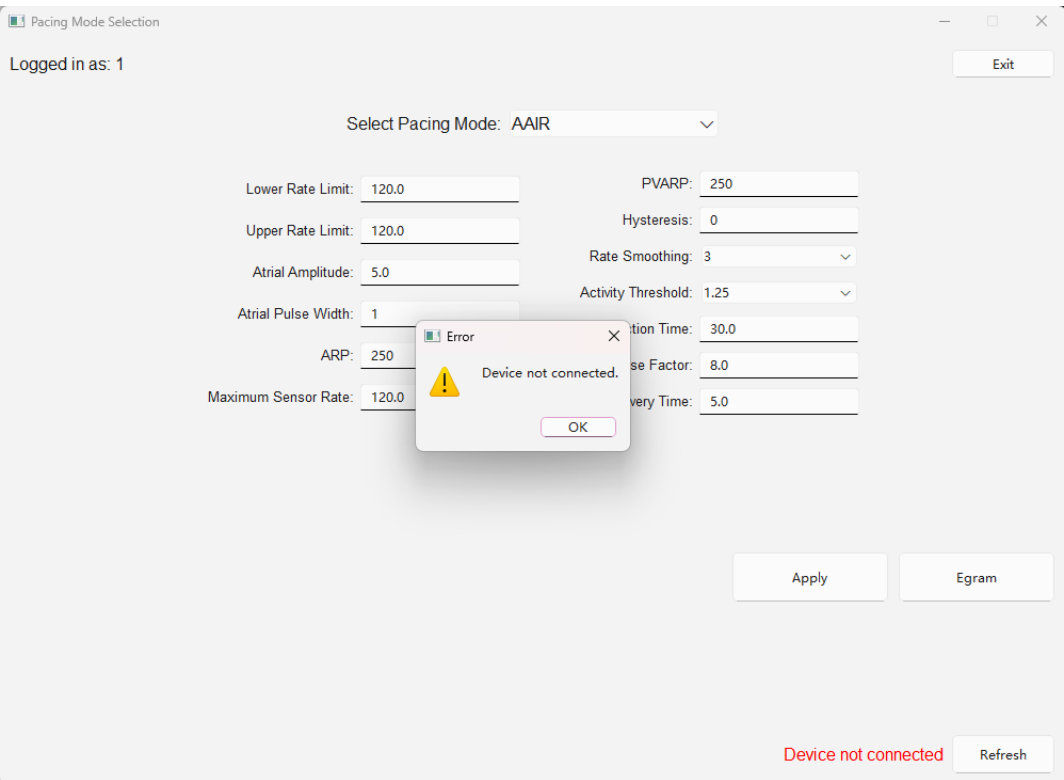 Pacing Mode Selection
Logged in as: 1
Exit
Select Pacing Mode: AAIR
Lower Rate Limit: 120.0
Upper Rate Limit: 120.0
Atrial Amplitude: 5.0
Atrial Pulse Width: 1
ARP: 250
Maximum Sensor Rate: 120.0
PVARP: 250
Hysteresis: 0
Rate Smoothing: 3
Activity Threshold: 1.25
Time: 30.0
Factor: 8.0
Time: 5.0
Error
Device not connected.
OK
Apply
Egram
Device not connected
Refresh